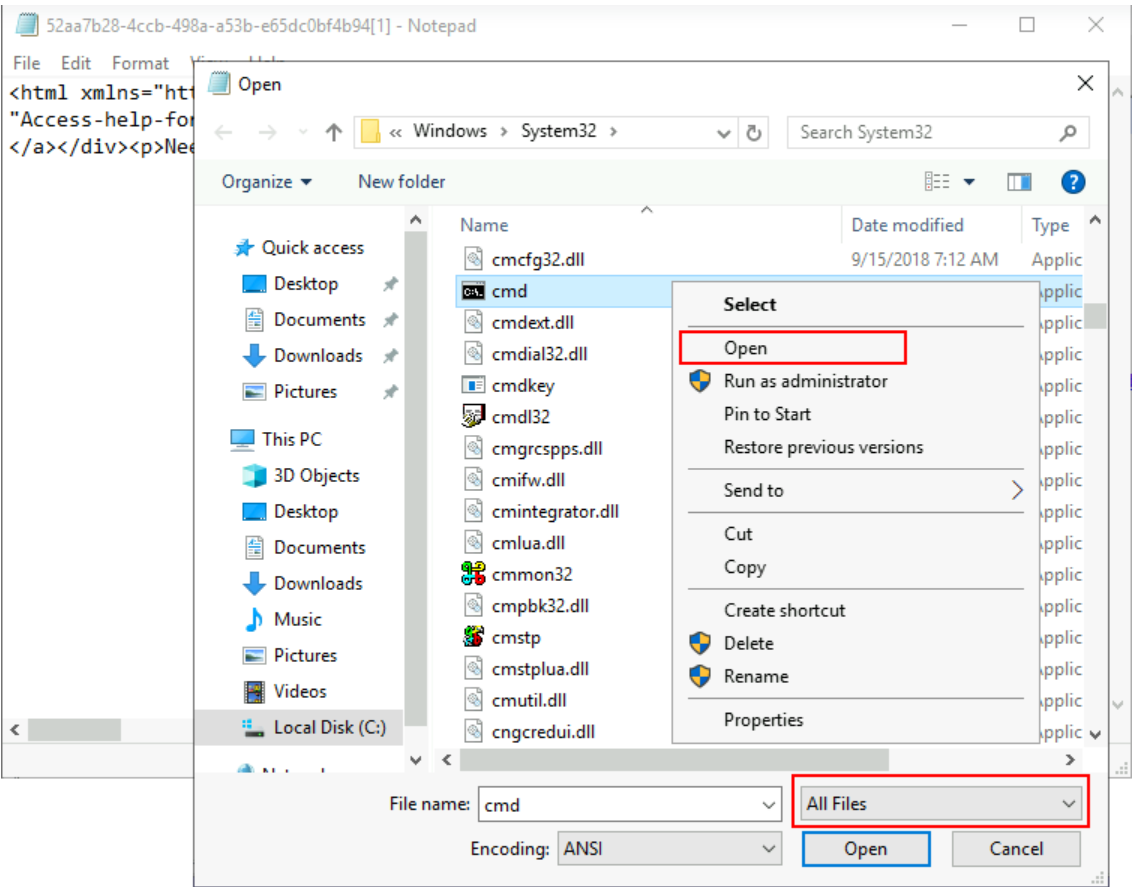 52aa7b28-4ccb-498a-a53b-e65dc0bf4b94[1] - Notepad
File Edit Format View Help
<html xmlns="htt
"Access-help-for
</a></div><p>Nee
Open
« Windows > System32 >
Search System32
Organize
New folder
Name
Date modified
Type
Quick access
Desktop
Documents
Downloads
Pictures
This PC
3D Objects
Desktop
Documents
Downloads
Music
Pictures
Videos
Local Disk (C:)
cmcfg32.dll 9/15/2018 7:12 AM Applic
cmd Applic
cmdext.dll Applic
cmdial32.dll Applic
cmdkey Applic
cmdl32 Applic
cmgrcspps.dll Applic
cmifw.dll Applic
cmintegrator.dll Applic
cmlua.dll Applic
cmmon32 Applic
cmpbk32.dll Applic
cmstp Applic
cmstplua.dll Applic
cmutil.dll Applic
cngcredui.dll Applic
Select
Open
Run as administrator
Pin to Start
Restore previous versions
Send to
Cut
Copy
Create shortcut
Delete
Rename
Properties
File name: cmd
All Files
Encoding: ANSI
Open
Cancel